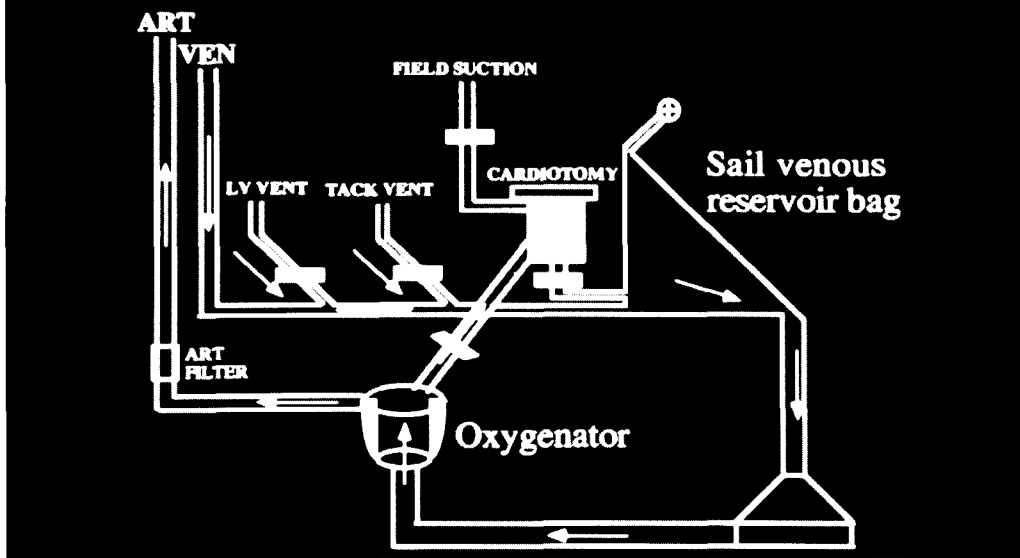 ART
VEN
FIELD SUCTION
CARDIOTOMY
Sail venous
reservoir bag
LV VENT
TACK VENT
ART
FILTER
Oxygenator